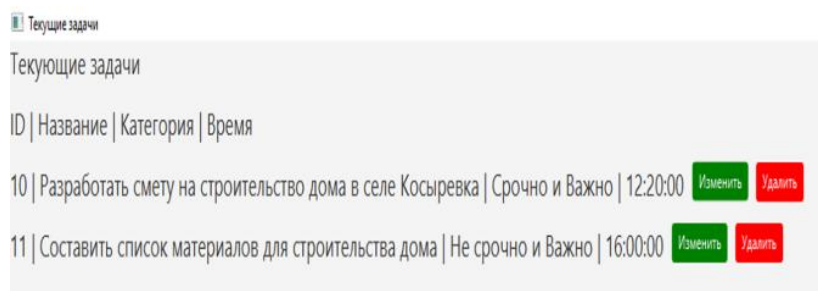 Текущие задачи
Текующие задачи
ID | Название | Категория | Время
10 | Разработать смету на строительство дома в селе Косыревка | Срочно и Важно | 12:20:00 Изменить Удалить
11 | Составить список материалов для строительства дома | Не срочно и Важно | 16:00:00 Изменить Удалить